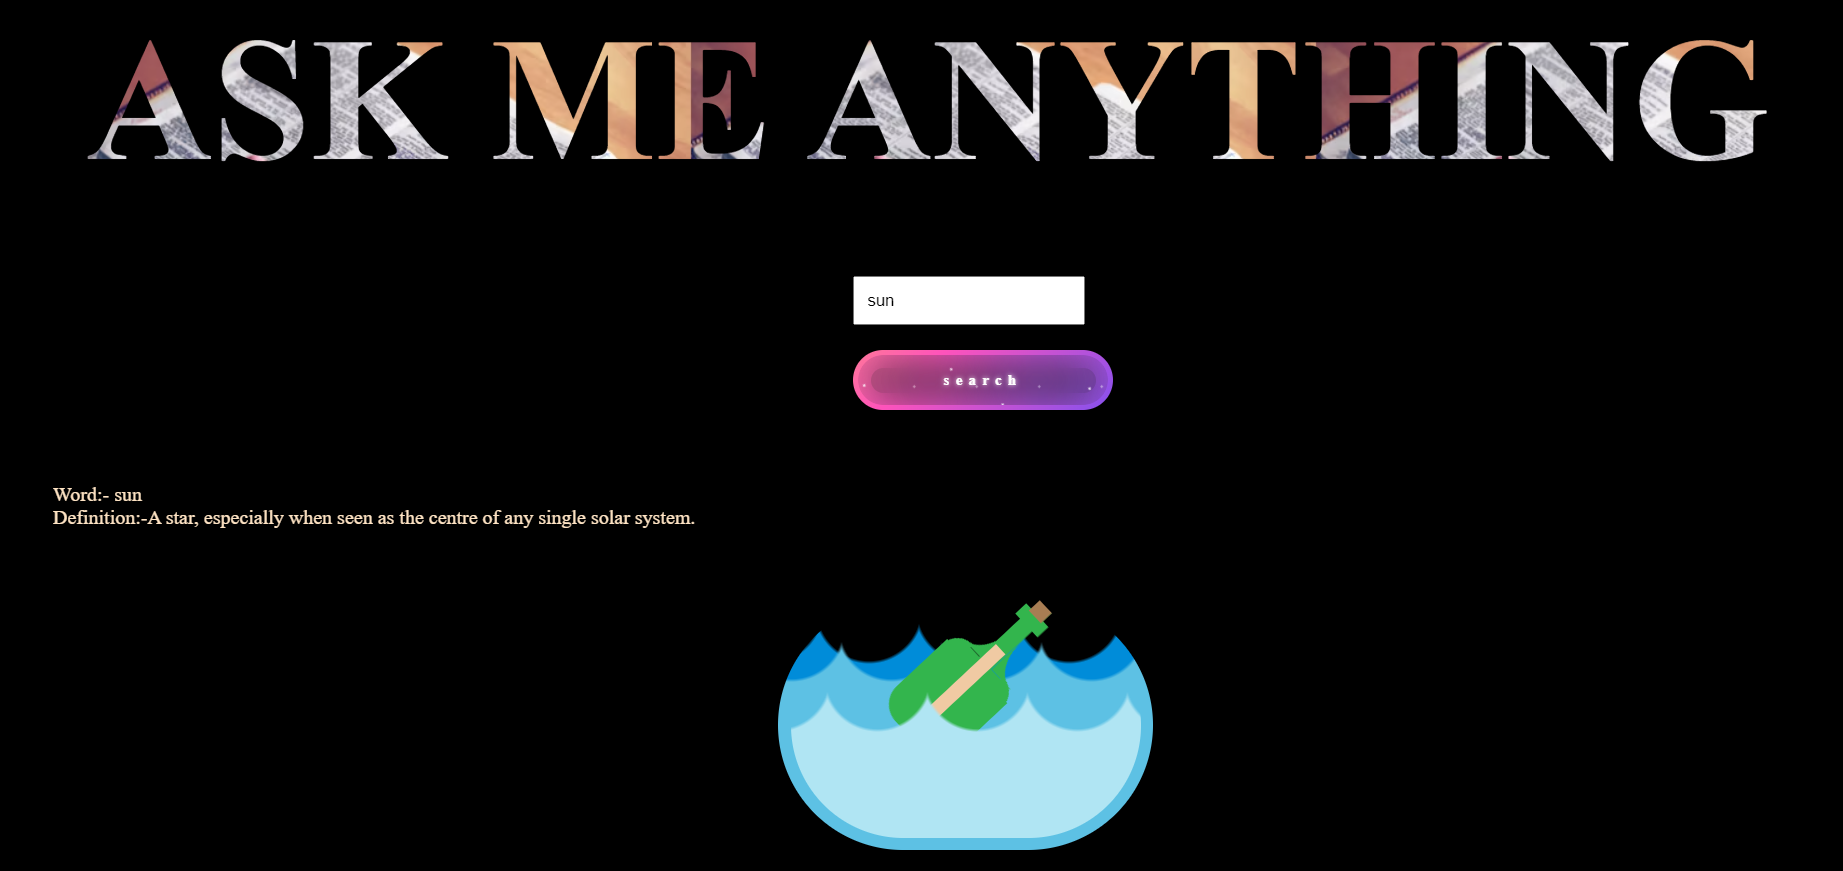 ASK ME ANYTHING
sun
search
Word:- sun
Definition:-A star, especially when seen as the centre of any single solar system.